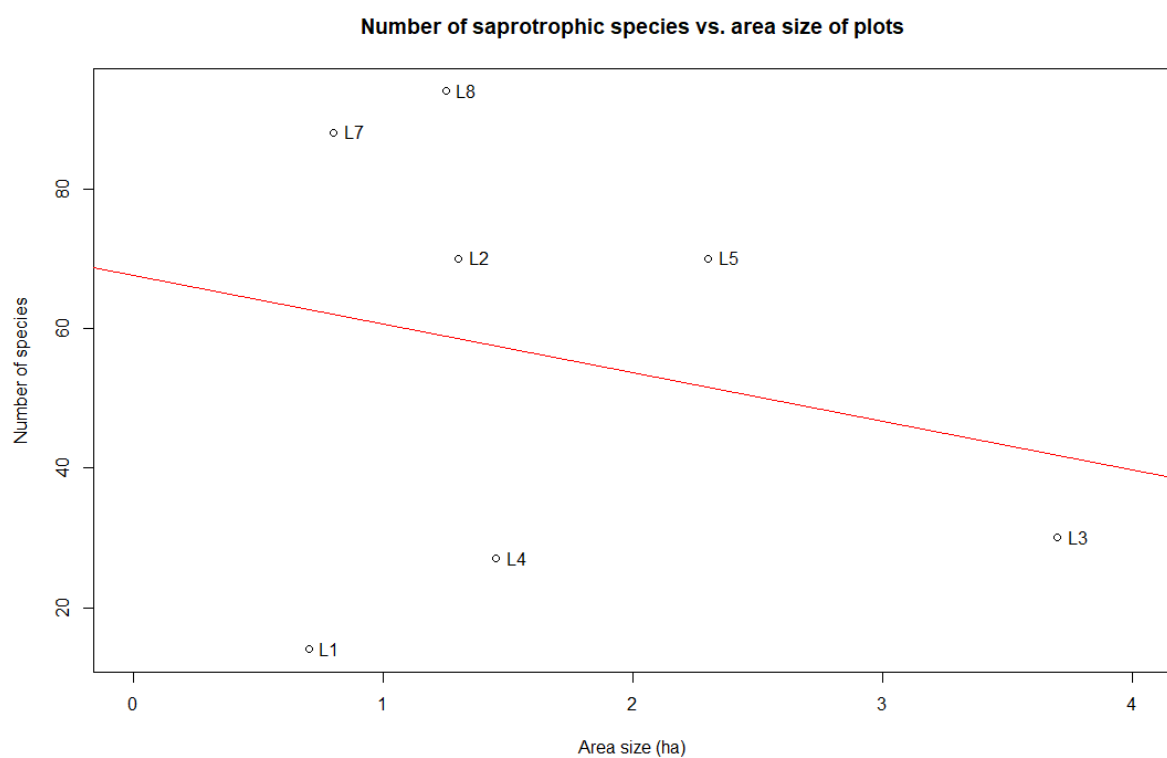 Number of saprotrophic species vs. area size of plots
L8
L7
80
L2
L5
60
Number of species
40
L3
L4
20
L1
0 1 2 3 4
Area size (ha)